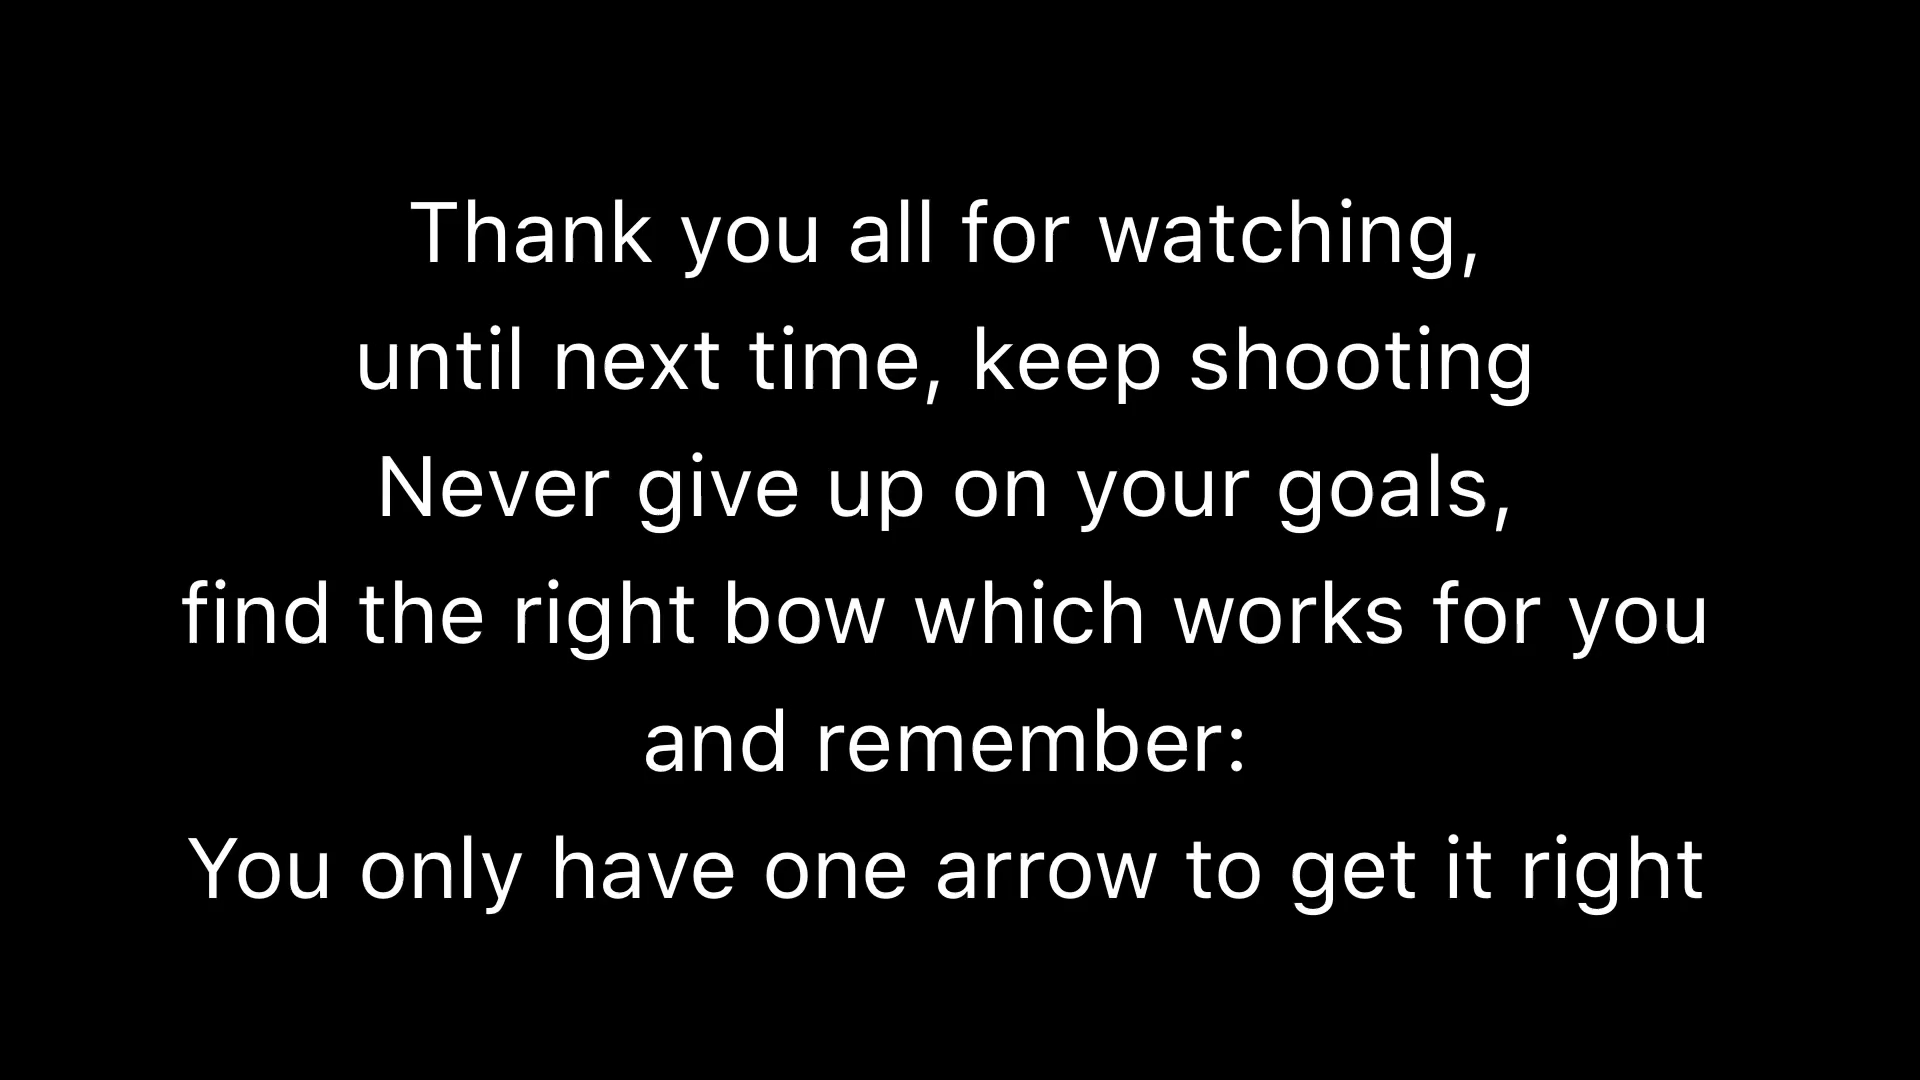 Thank you all for watching,
until next time, keep shooting
Never give up on your goals,
find the right bow which works for you
and remember:
You only have one arrow to get it right